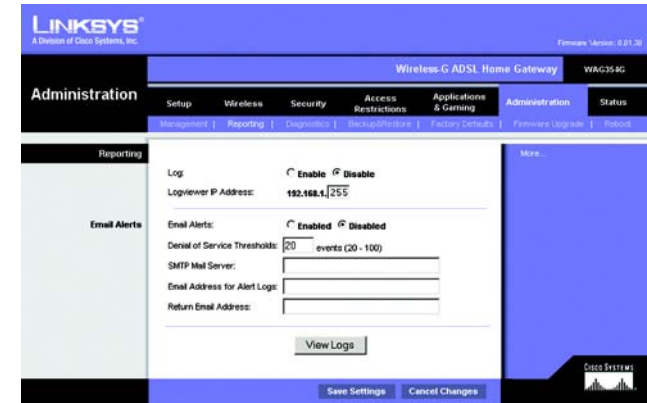 LINKSYS®
A Division of Cisco Systems, Inc.
Firmware Version: 0.01.30
Wireless-G ADSL Home Gateway WAG354G
Administration
Setup Wireless Security Access Restrictions Applications & Gaming Administration Status
Management | Reporting | Diagnostics | Backup&Restore | Factory Defaults | Firmware Upgrade | Reboot
Reporting
More...
Log: Enable Disable
Logviewer IP Address: 192.168.1. 255
Email Alerts
Email Alerts: Enabled Disabled
Denial of Service Thresholds: 20 events (20 - 100)
SMTP Mail Server:
Email Address for Alert Logs:
Return Email Address:
View Logs
CISCO SYSTEMS
Save Settings Cancel Changes